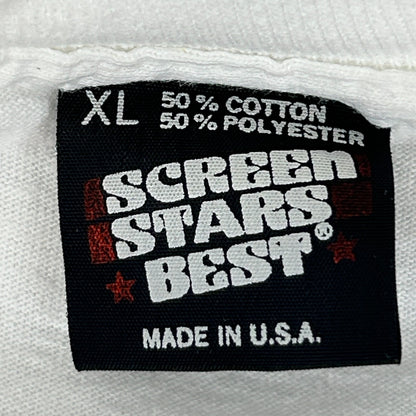 XL 50% COTTON
50% POLYESTER
SCREEN
STARS
BEST®
MADE IN U.S.A.